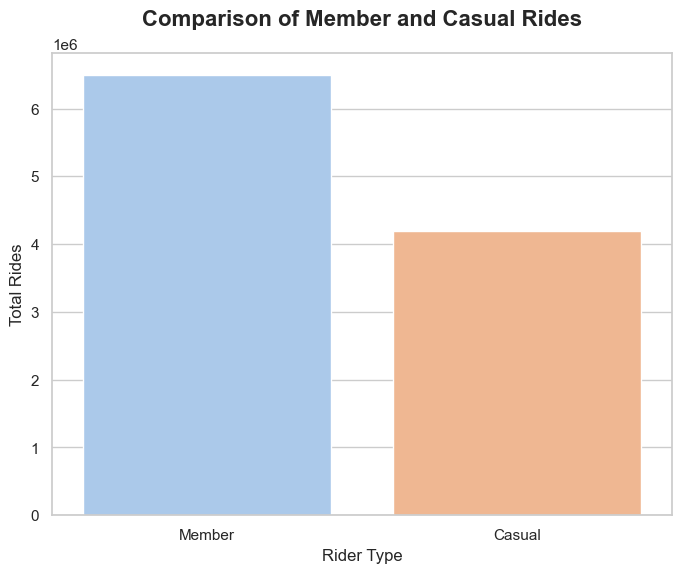 Comparison of Member and Casual Rides
1e6
6
5
4
3
2
1
0
Total Rides
Member Casual
Rider Type